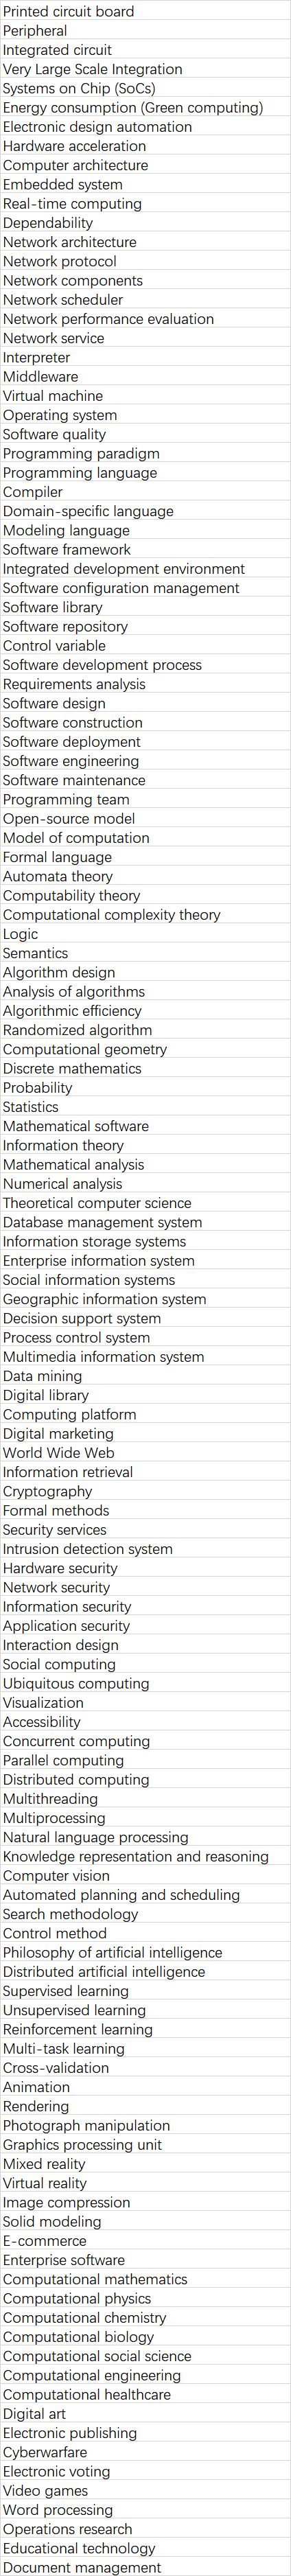 Printed circuit board
Peripheral
Integrated circuit
Very Large Scale Integration
Systems on Chip (SoCs)
Energy consumption (Green computing)
Electronic design automation
Hardware acceleration
Computer architecture
Embedded system
Real-time computing
Dependability
Network architecture
Network protocol
Network components
Network scheduler
Network performance evaluation
Network service
Interpreter
Middleware
Virtual machine
Operating system
Software quality
Programming paradigm
Programming language
Compiler
Domain-specific language
Modeling language
Software framework
Integrated development environment
Software configuration management
Software library
Software repository
Control variable
Software development process
Requirements analysis
Software design
Software construction
Software deployment
Software engineering
Software maintenance
Programming team
Open-source model
Model of computation
Formal language
Automata theory
Computability theory
Computational complexity theory
Logic
Semantics
Algorithm design
Analysis of algorithms
Algorithmic efficiency
Randomized algorithm
Computational geometry
Discrete mathematics
Probability
Statistics
Mathematical software
Information theory
Mathematical analysis
Numerical analysis
Theoretical computer science
Database management system
Information storage systems
Enterprise information system
Social information systems
Geographic information system
Decision support system
Process control system
Multimedia information system
Data mining
Digital library
Computing platform
Digital marketing
World Wide Web
Information retrieval
Cryptography
Formal methods
Security services
Intrusion detection system
Hardware security
Network security
Information security
Application security
Interaction design
Social computing
Ubiquitous computing
Visualization
Accessibility
Concurrent computing
Parallel computing
Distributed computing
Multithreading
Multiprocessing
Natural language processing
Knowledge representation and reasoning
Computer vision
Automated planning and scheduling
Search methodology
Control method
Philosophy of artificial intelligence
Distributed artificial intelligence
Supervised learning
Unsupervised learning
Reinforcement learning
Multi-task learning
Cross-validation
Animation
Rendering
Photograph manipulation
Graphics processing unit
Mixed reality
Virtual reality
Image compression
Solid modeling
E-commerce
Enterprise software
Computational mathematics
Computational physics
Computational chemistry
Computational biology
Computational social science
Computational engineering
Computational healthcare
Digital art
Electronic publishing
Cyberwarfare
Electronic voting
Video games
Word processing
Operations research
Educational technology
Document management